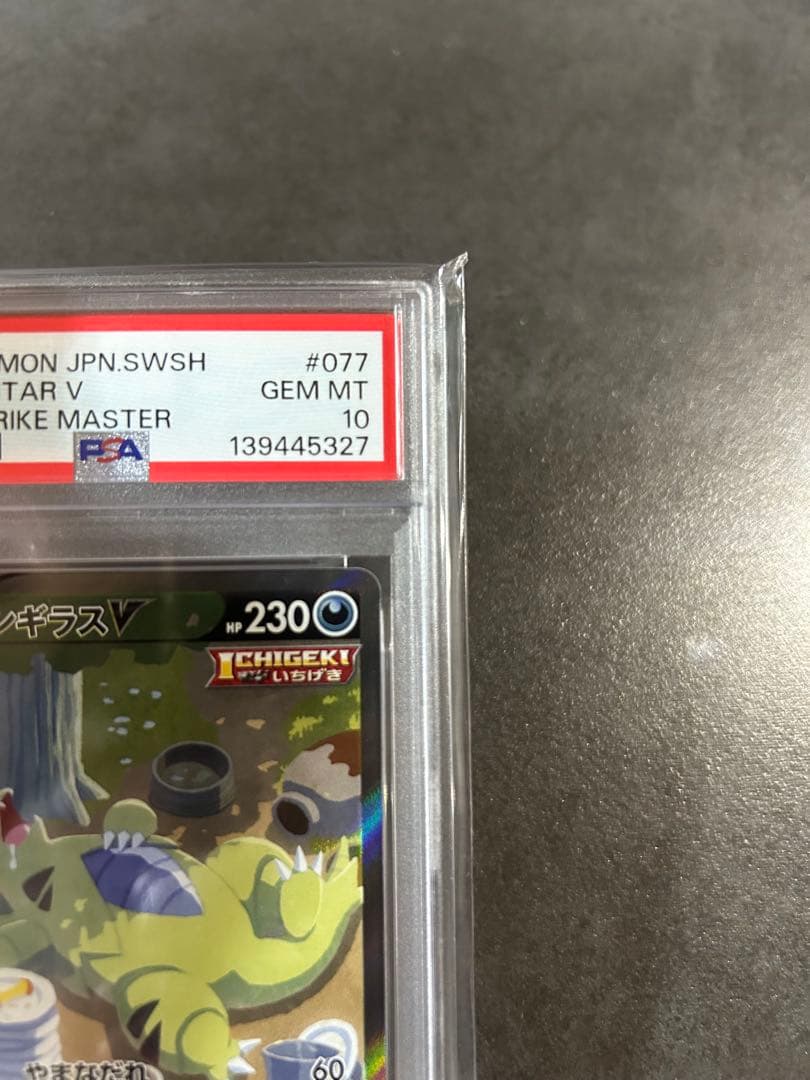 MON JPN.SWSH #077
TAR V GEM MT
RIKE MASTER 10
PSA 139445327
ンギラスV HP 230
ICHIGEKI
いちげき
やまなだれ 60